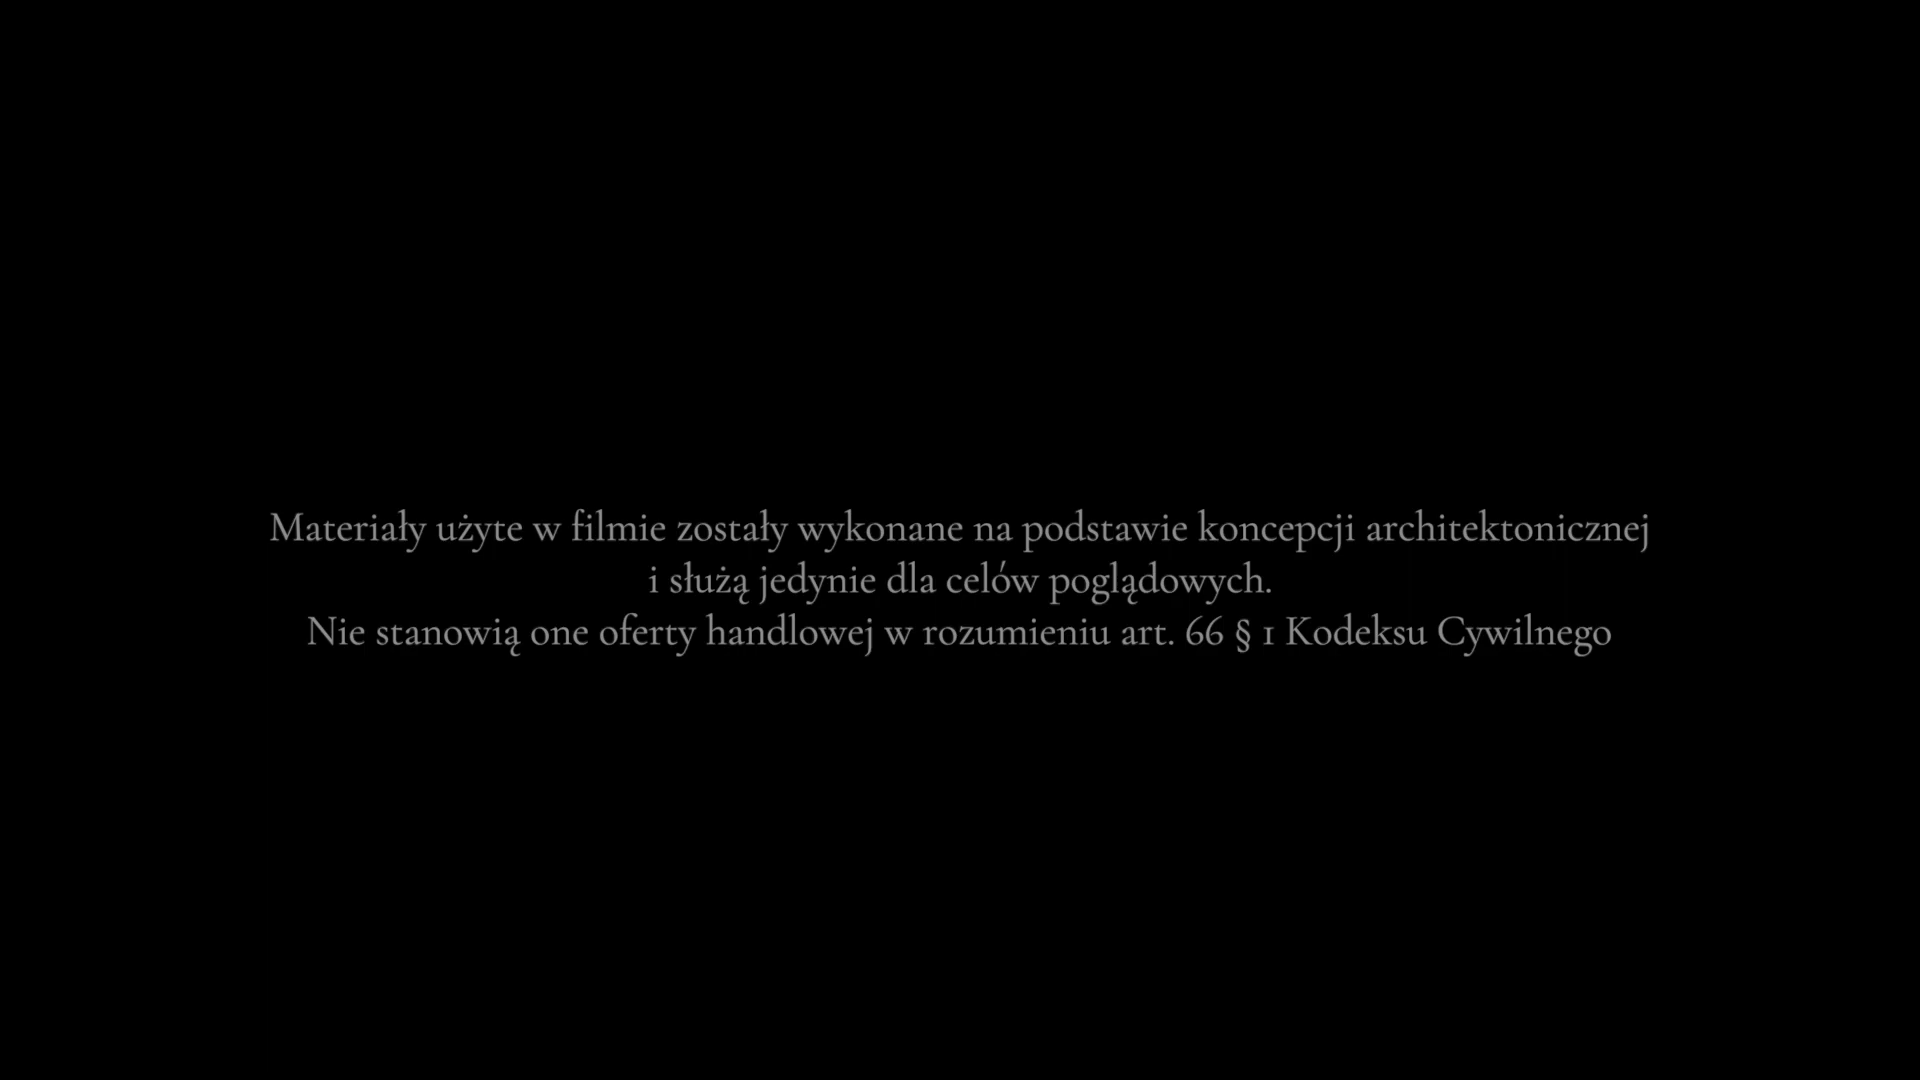 Materiały użyte w filmie zostały wykonane na podstawie koncepcji architektonicznej
i służą jedynie dla celów poglądowych.
Nie stanowią one oferty handlowej w rozumieniu art. 66 § 1 Kodeksu Cywilnego